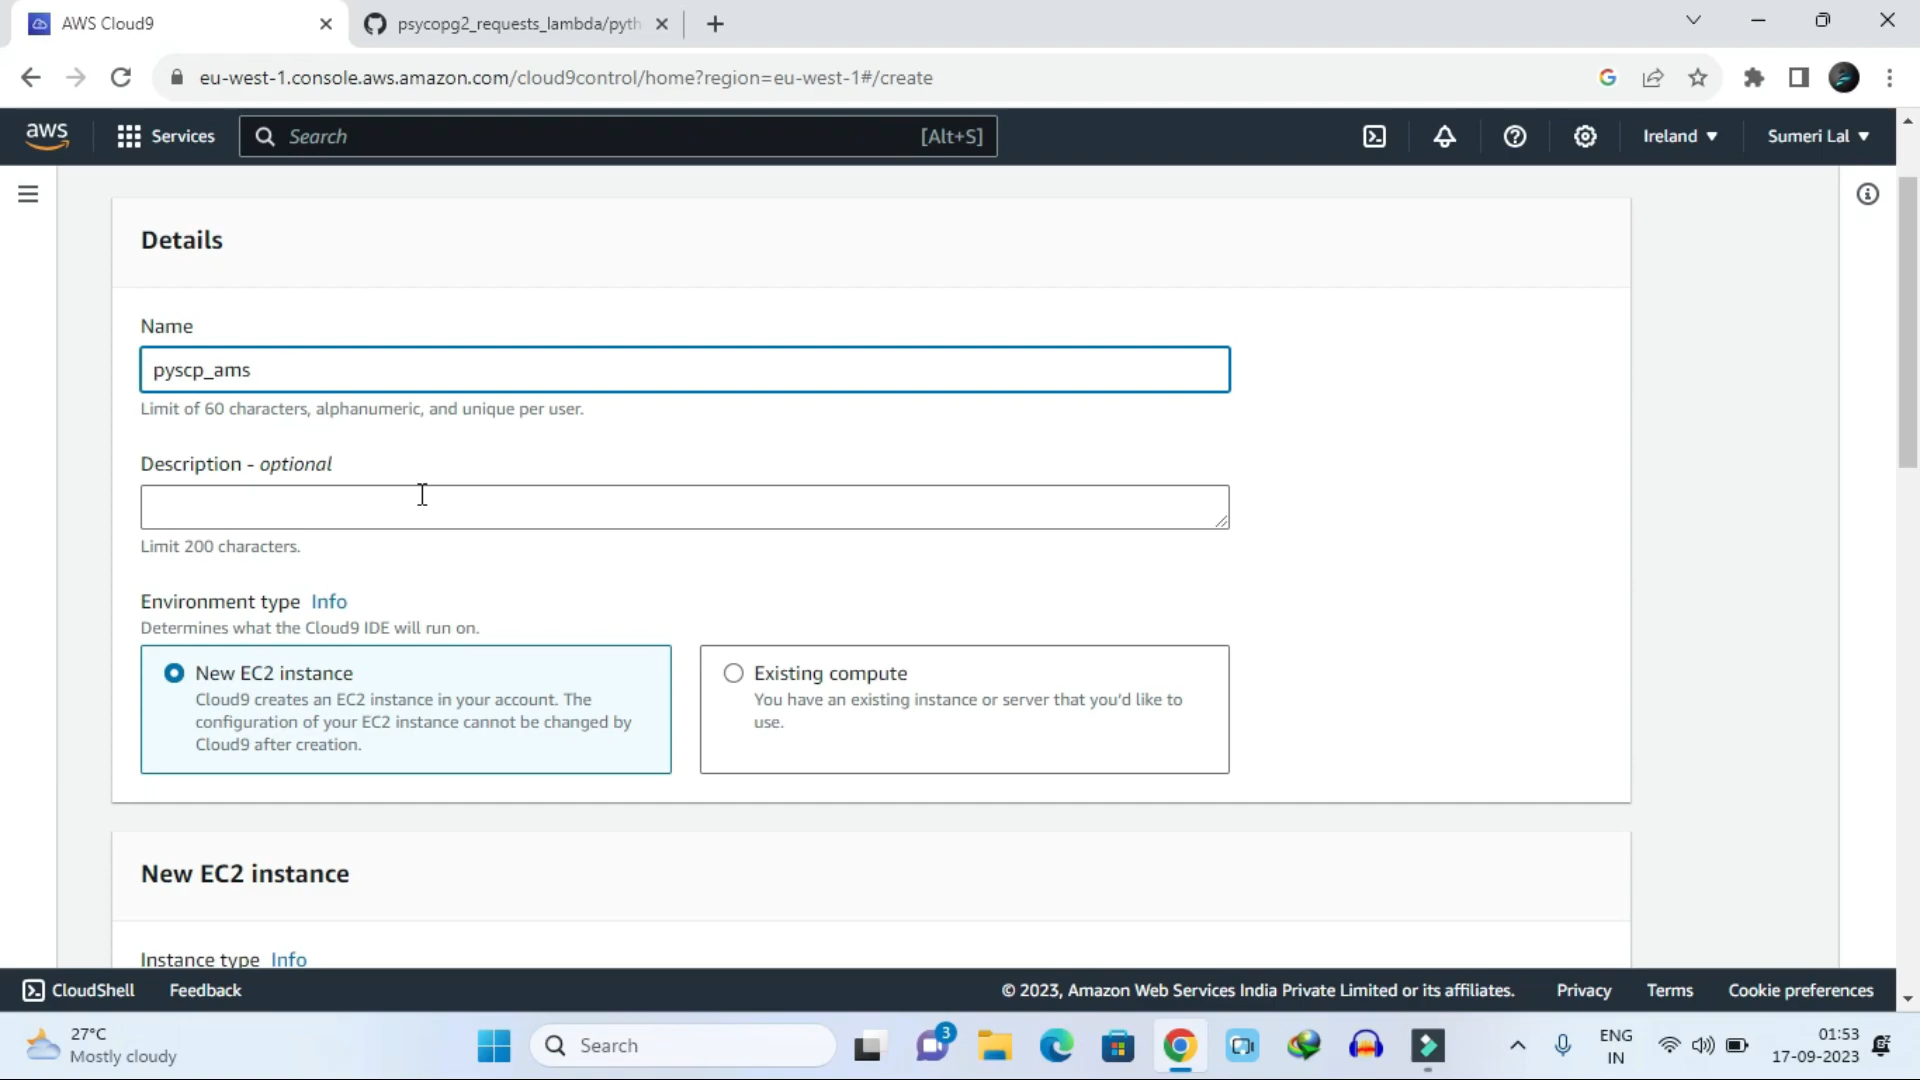 AWS Cloud9
psycopg2_requests_lambda/pyth
eu-west-1.console.aws.amazon.com/cloud9control/home?region=eu-west-1#/create
aws
Services
Search
[Alt+S]
Ireland ▼
Sumeri Lal ▼
Details
Name
pyscp_ams
Limit of 60 characters, alphanumeric, and unique per user.
Description - optional
Limit 200 characters.
Environment type Info
Determines what the Cloud9 IDE will run on.
New EC2 instance
Cloud9 creates an EC2 instance in your account. The
configuration of your EC2 instance cannot be changed by
Cloud9 after creation.
Existing compute
You have an existing instance or server that you'd like to
use.
New EC2 instance
Instance type Info
CloudShell
Feedback
© 2023, Amazon Web Services India Private Limited or its affiliates.
Privacy
Terms
Cookie preferences
27°C
Mostly cloudy
Search
3
ENG
IN
01:53
17-09-2023